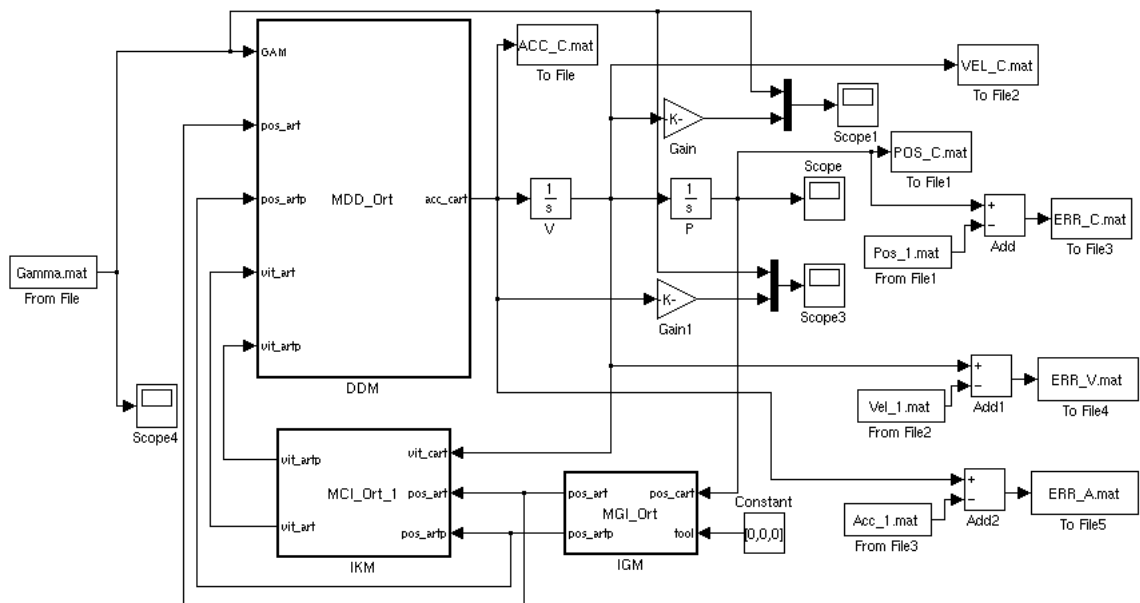 GAM
ACC_C.mat
To File
VEL_C.mat
To File2
Scope1
-K-
Gain
pos_art
POS_C.mat
To File1
Scope
pos_artp
MDD_Ort
acc_cart
1
s
V
1
s
P
+
−
Add
ERR_C.mat
To File3
Pos_1.mat
From File1
Gamma.mat
From File
vit_art
-K-
Gain1
Scope3
vit_artp
DDM
Scope4
+
−
Add1
ERR_V.mat
To File4
Vel_1.mat
From File2
vit_artp
vit_cart
MCI_Ort_1
pos_art
vit_art
pos_artp
IKM
pos_art
pos_cart
MGI_Ort
pos_artp
tool
IGM
Constant
[0,0,0]
+
−
Add2
ERR_A.mat
To File5
Acc_1.mat
From File3